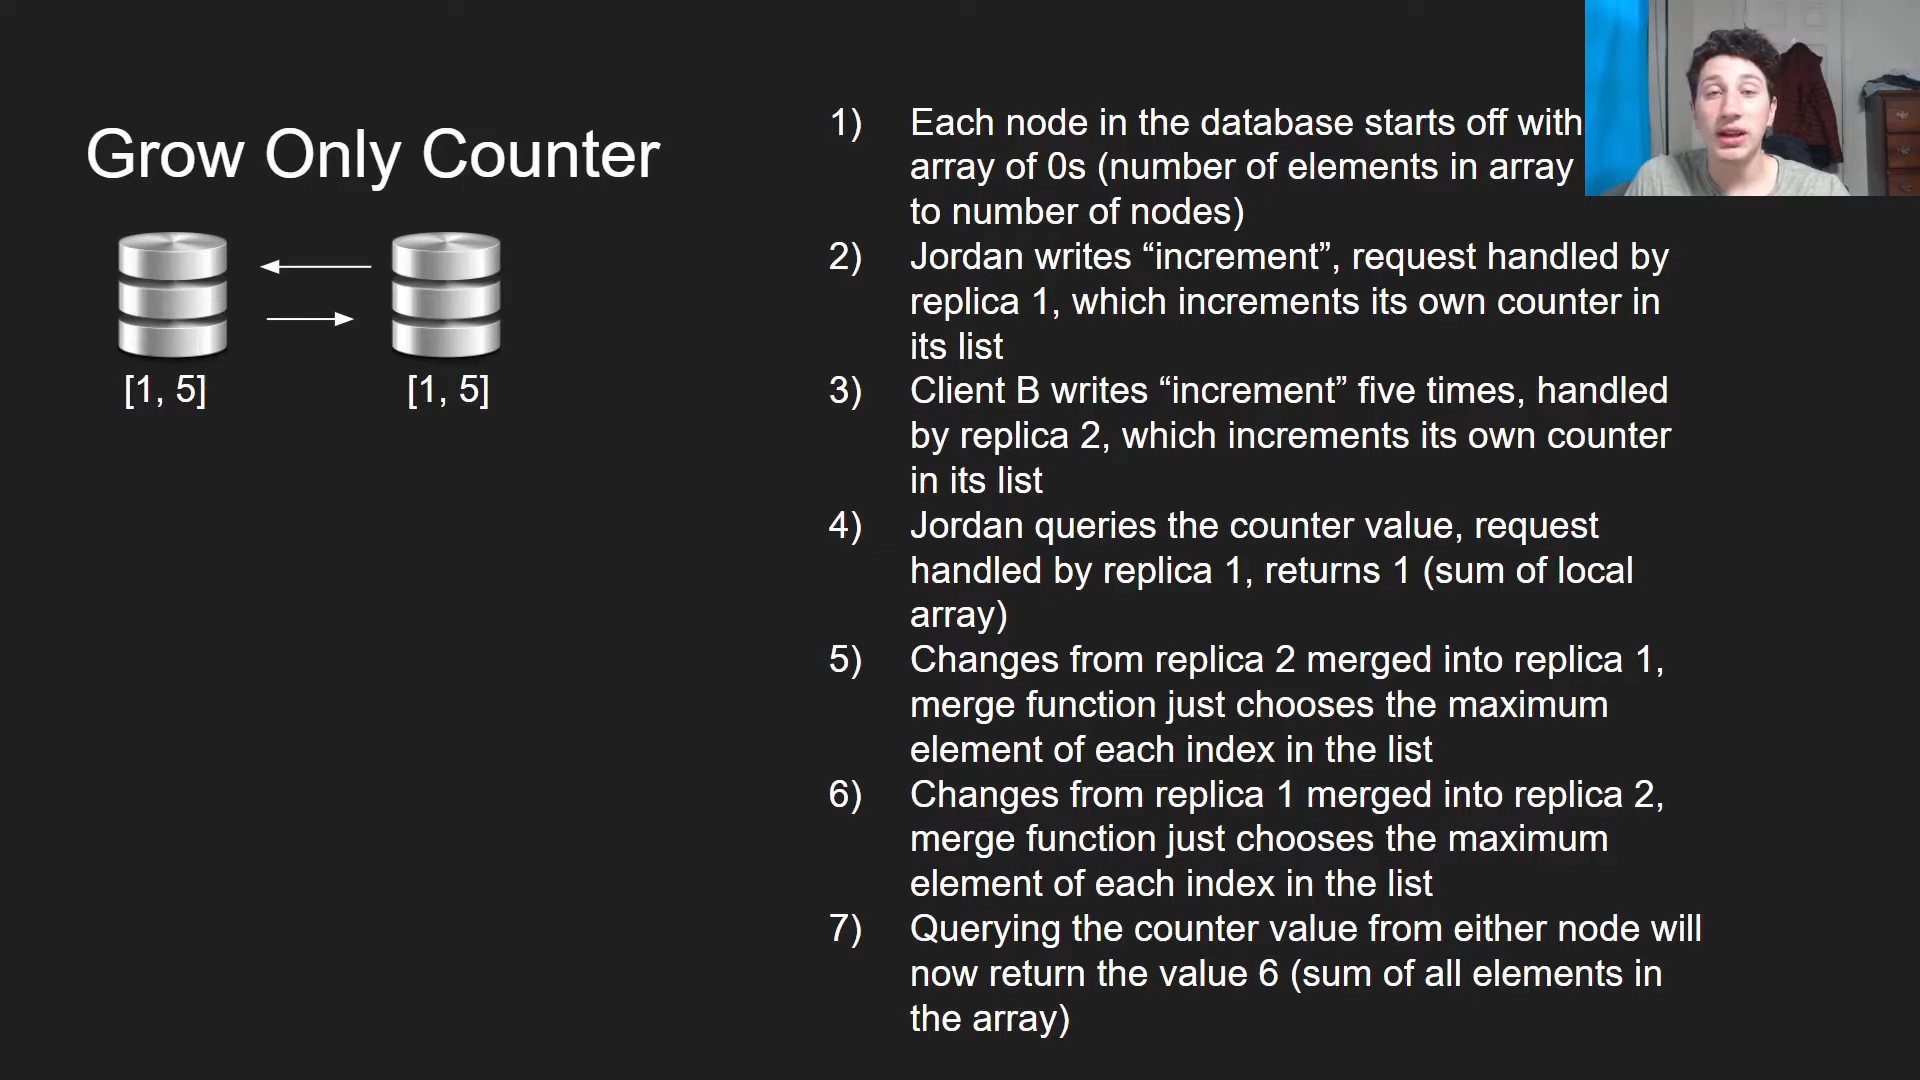 Grow Only Counter
[1, 5]
[1, 5]
1) Each node in the database starts off with
array of 0s (number of elements in array
to number of nodes)
2) Jordan writes “increment”, request handled by
replica 1, which increments its own counter in
its list
3) Client B writes “increment” five times, handled
by replica 2, which increments its own counter
in its list
4) Jordan queries the counter value, request
handled by replica 1, returns 1 (sum of local
array)
5) Changes from replica 2 merged into replica 1,
merge function just chooses the maximum
element of each index in the list
6) Changes from replica 1 merged into replica 2,
merge function just chooses the maximum
element of each index in the list
7) Querying the counter value from either node will
now return the value 6 (sum of all elements in
the array)